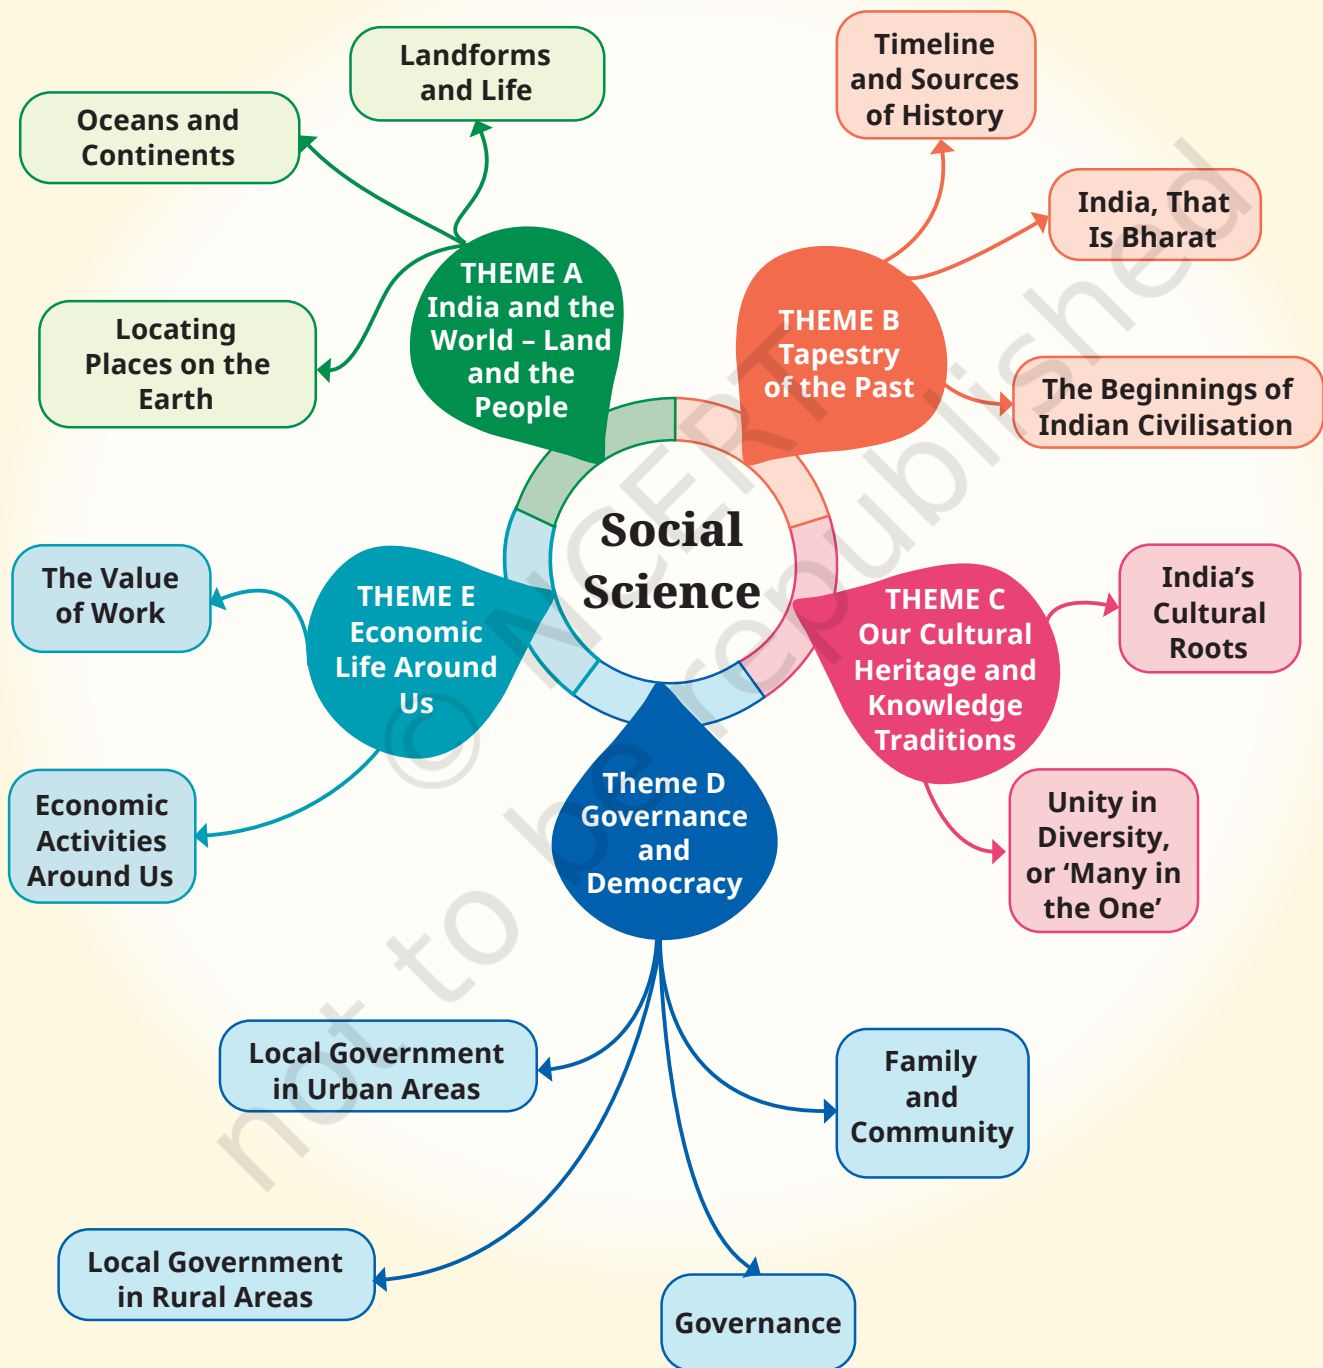 Landforms
and Life
Oceans and
Continents
Locating
Places on the
Earth
THEME A
India and the
World – Land
and the
People
Timeline
and Sources
of History
India, That
Is Bharat
The Beginnings of
Indian Civilisation
THEME B
Tapestry
of the Past
Social
Science
THEME C
Our Cultural
Heritage and
Knowledge
Traditions
India’s
Cultural
Roots
Unity in
Diversity,
or ‘Many in
the One’
THEME E
Economic
Life Around
Us
The Value
of Work
Economic
Activities
Around Us
Theme D
Governance
and
Democracy
Local Government
in Urban Areas
Family
and
Community
Local Government
in Rural Areas
Governance
© NCERT
not to be republished